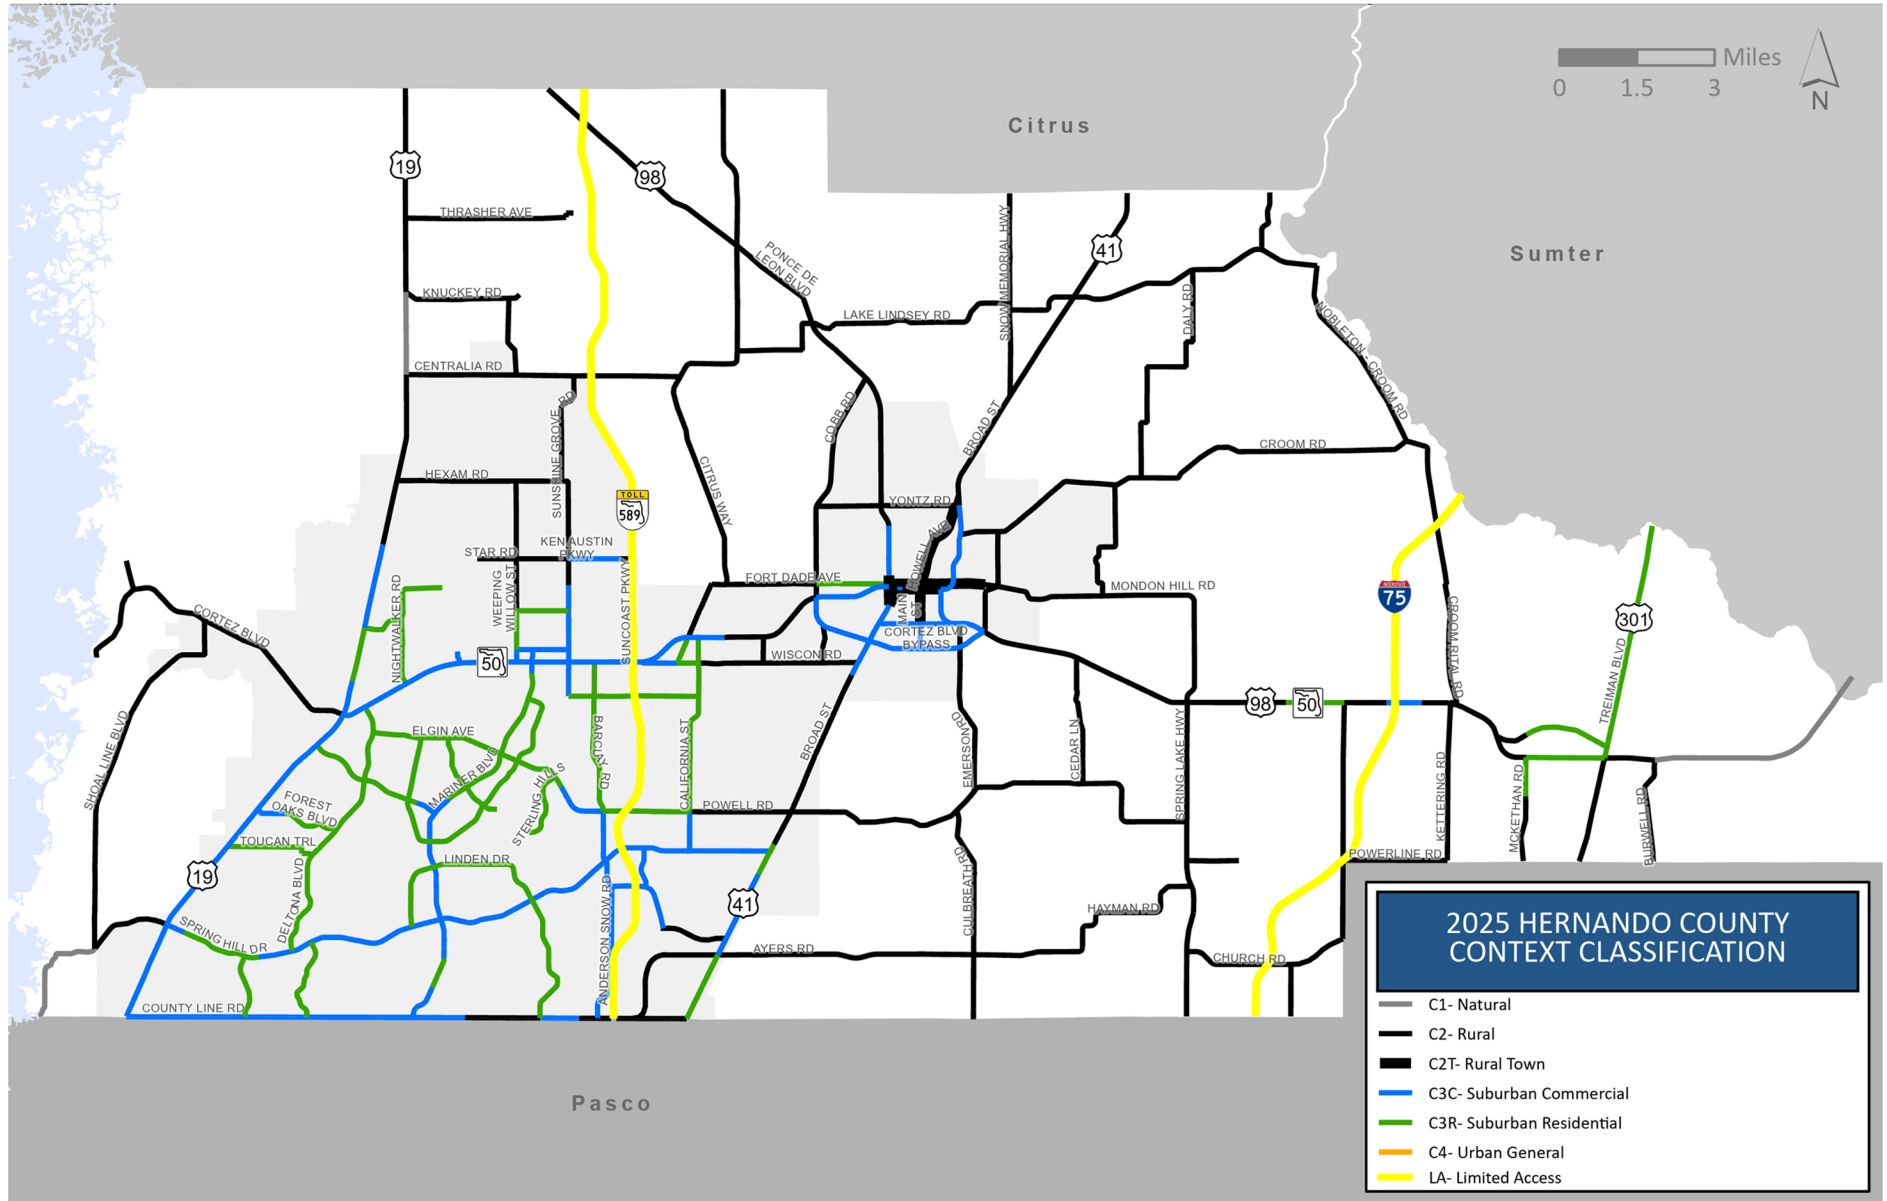 Citrus
Miles
0 1.5 3
N
19
98
THRASHER AVE
PONCE DE
LEON BLVD
SNOW MEMORIAL HWY
41
Sumter
KNUCKEY RD
LAKE LINDSEY RD
DALY RD
NOBLETON - CROOM RD
CENTRALIA RD
SUNSHINE GROVE RD
COBB RD
BROAD ST
CROOM RD
HEXAM RD
CITRUS WAY
TOLL
589
YONTZ RD
HOWELL AVE
STAR RD
KEN AUSTIN
PKWY
NIGHTWALKER RD
WEEPING
WILLOW ST
SUNCOAST PKWY
FORT DADE AVE
MAIN
ST
MONDON HILL RD
INTERSTATE
75
CROOM RITAL RD
301
TREIMAN BLVD
CORTEZ BLVD
CORTEZ BLVD
BYPASS
50
WISCON RD
98
50
SHOAL LINE BLVD
ELGIN AVE
BARCLAY RD
CALIFORNIA ST
BROAD ST
EMERSON RD
CEDAR LN
SPRING LAKE HWY
KETTERING RD
MCKETHAN RD
BURWELL RD
MARINER BLVD
STERLING HILLS
FOREST
OAKS BLVD
POWELL RD
TOUCAN TRL
LINDEN DR
POWERLINE RD
19
DELTONA BLVD
ANDERSON SNOW RD
41
CULBREATH RD
HAYMAN RD
SPRING HILL DR
AYERS RD
CHURCH RD
COUNTY LINE RD
Pasco
2025 HERNANDO COUNTY
CONTEXT CLASSIFICATION
C1- Natural
C2- Rural
C2T- Rural Town
C3C- Suburban Commercial
C3R- Suburban Residential
C4- Urban General
LA- Limited Access